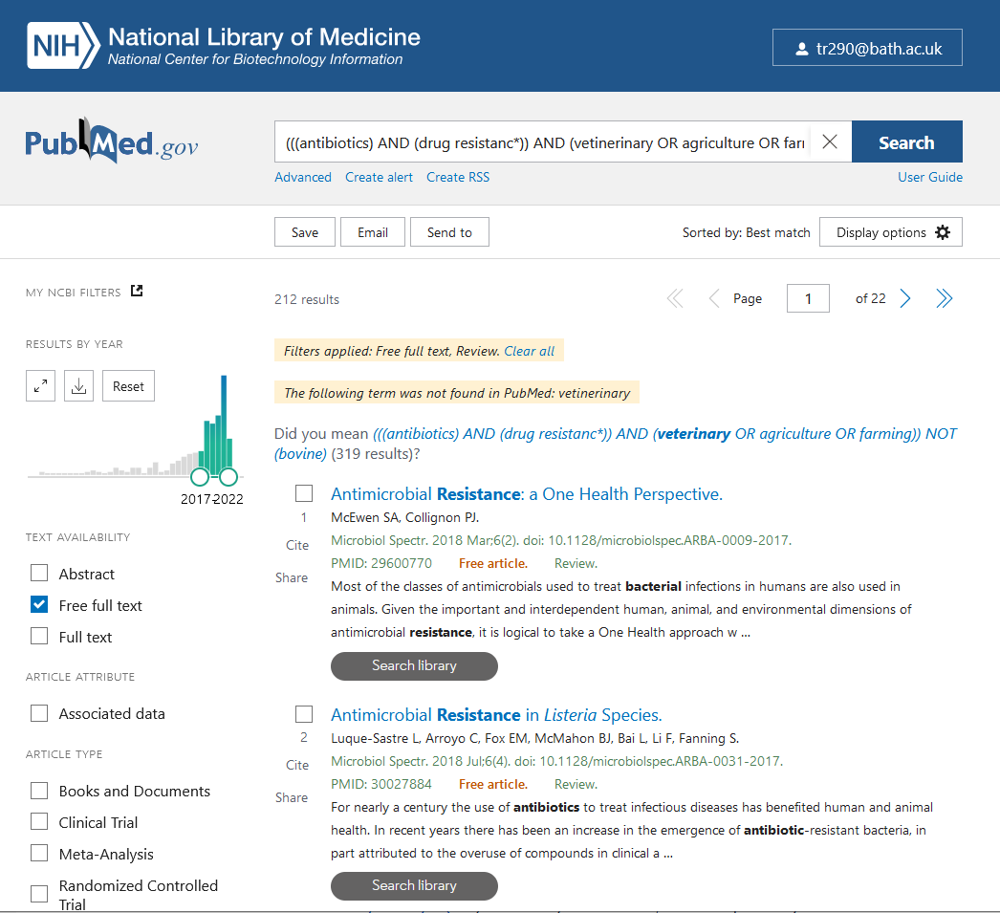 NIH National Library of Medicine
National Center for Biotechnology Information
tr290@bath.ac.uk
PubMed.gov
(((antibiotics) AND (drug resistanc*)) AND (vetinerinary OR agriculture OR farı
Search
Advanced Create alert Create RSS
User Guide
Save Email Send to
Sorted by: Best match
Display options
MY NCBI FILTERS
212 results
Page 1 of 22
RESULTS BY YEAR
Filters applied: Free full text, Review. Clear all
Reset
The following term was not found in PubMed: vetinerinary
Did you mean (((antibiotics) AND (drug resistanc*)) AND (veterinary OR agriculture OR farming)) NOT
(bovine) (319 results)?
2017 2022
Antimicrobial Resistance: a One Health Perspective.
1
McEwen SA, Collignon PJ.
Cite
Microbiol Spectr. 2018 Mar;6(2). doi: 10.1128/microbiolspec.ARBA-0009-2017.
PMID: 29600770 Free article. Review.
Share
Most of the classes of antimicrobials used to treat bacterial infections in humans are also used in
animals. Given the important and interdependent human, animal, and environmental dimensions of
antimicrobial resistance, it is logical to take a One Health approach w ...
Search library
TEXT AVAILABILITY
Abstract
Free full text
Full text
ARTICLE ATTRIBUTE
Associated data
ARTICLE TYPE
Books and Documents
Clinical Trial
Meta-Analysis
Randomized Controlled
Trial
Antimicrobial Resistance in Listeria Species.
2
Luque-Sastre L, Arroyo C, Fox EM, McMahon BJ, Bai L, Li F, Fanning S.
Cite
Microbiol Spectr. 2018 Jul;6(4). doi: 10.1128/microbiolspec.ARBA-0031-2017.
PMID: 30027884 Free article. Review.
Share
For nearly a century the use of antibiotics to treat infectious diseases has benefited human and animal
health. In recent years there has been an increase in the emergence of antibiotic-resistant bacteria, in
part attributed to the overuse of compounds in clinical a ...
Search library